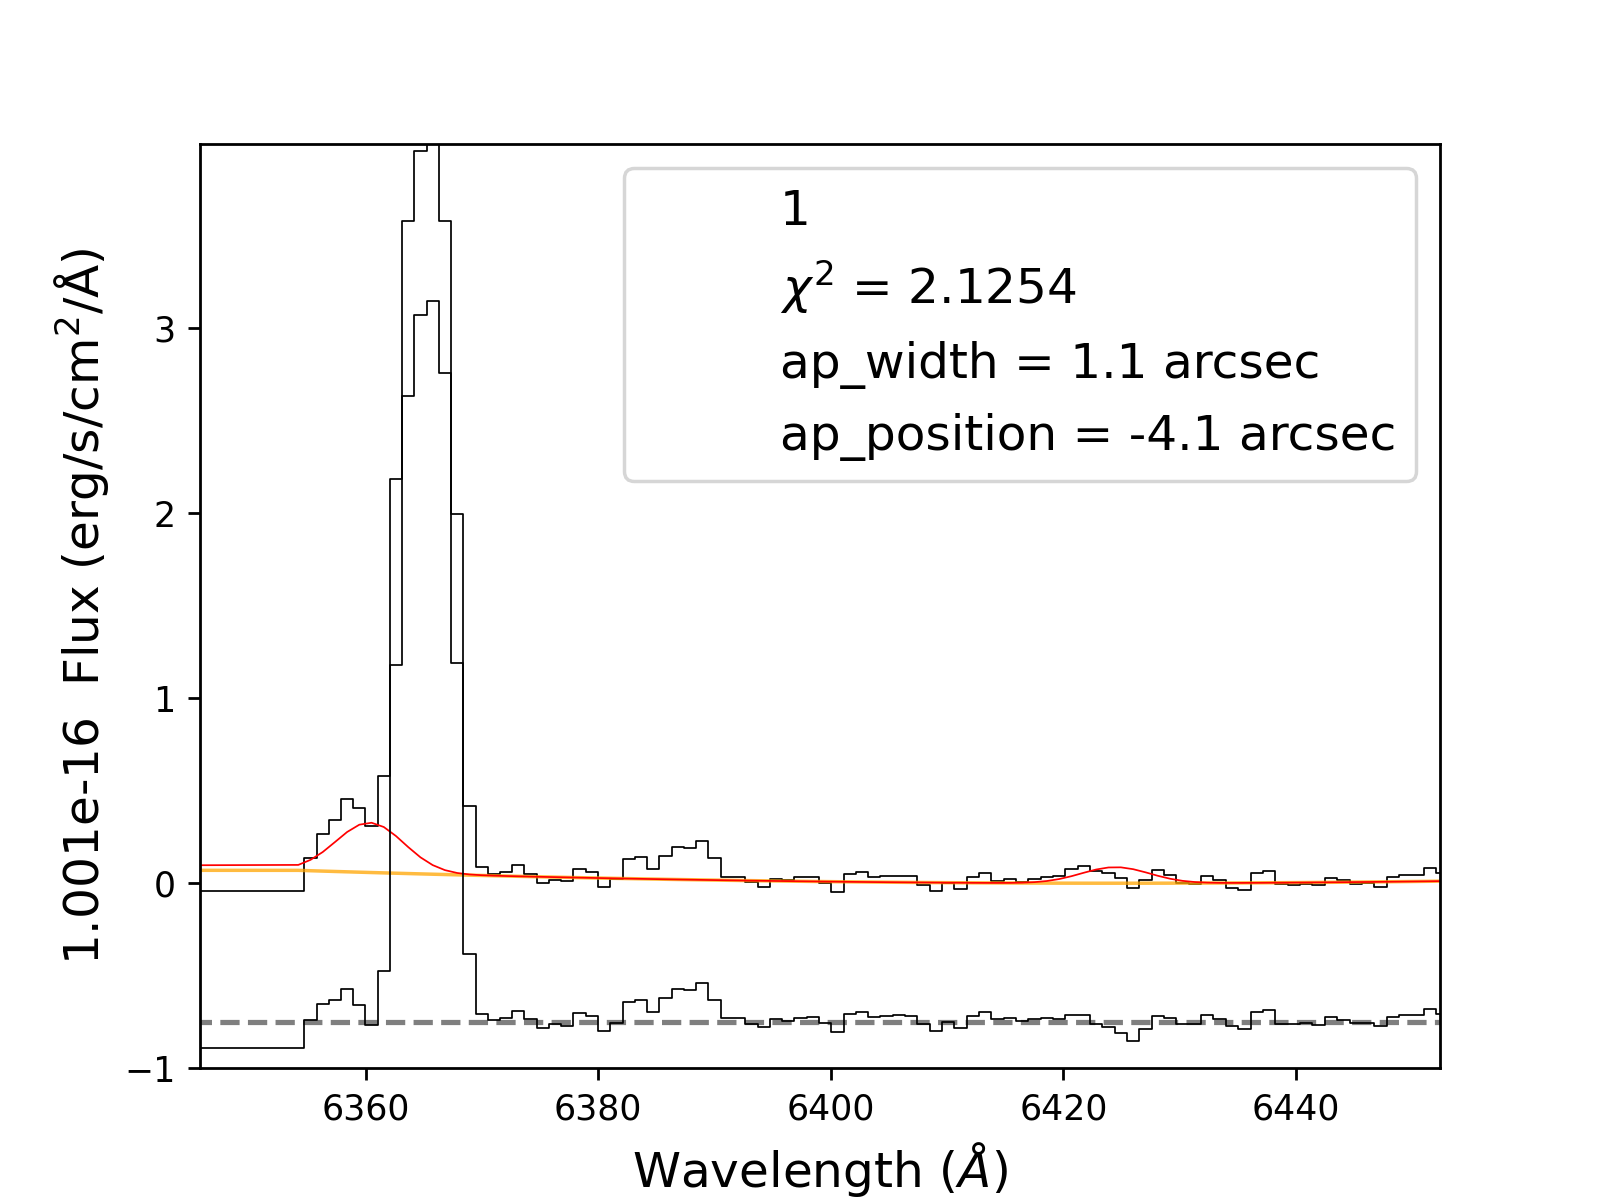 1
χ² = 2.1254
ap_width = 1.1 arcsec
ap_position = -4.1 arcsec
1.001e-16 Flux (erg/s/cm²/Å)
3
2
1
0
−1
6360 6380 6400 6420 6440
Wavelength (Å)